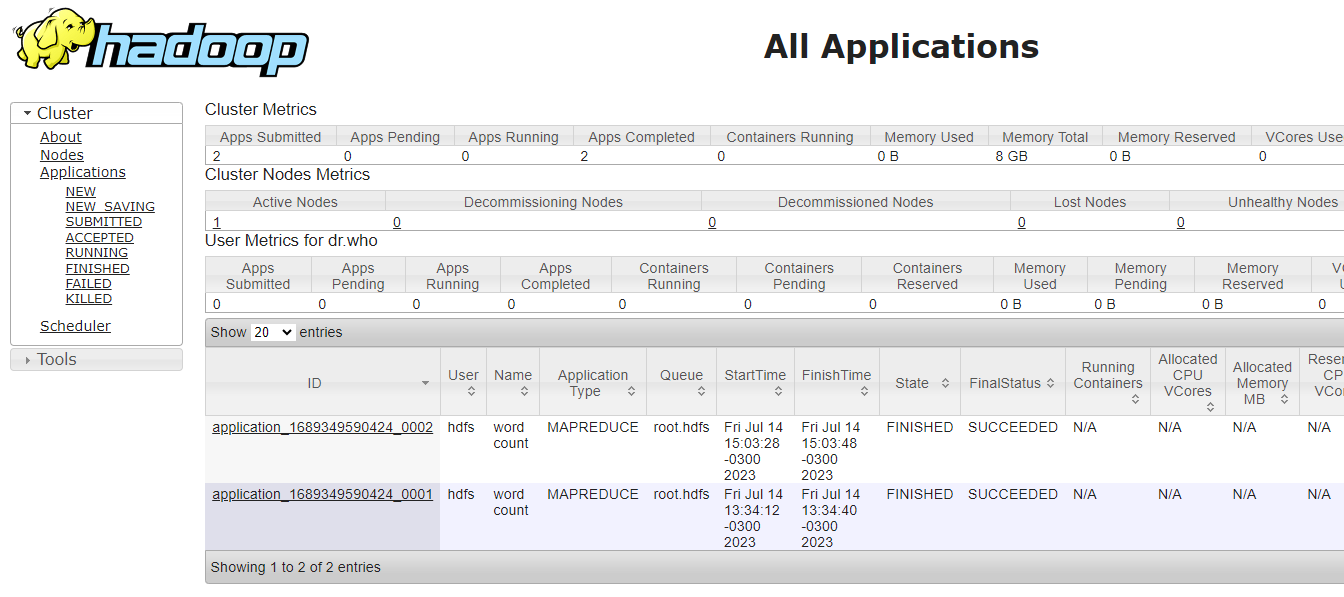 hadoop
All Applications
Cluster
About
Nodes
Applications
NEW
NEW_SAVING
SUBMITTED
ACCEPTED
RUNNING
FINISHED
FAILED
KILLED
Scheduler
Tools
Cluster Metrics
Apps Submitted Apps Pending Apps Running Apps Completed Containers Running Memory Used Memory Total Memory Reserved VCores Use
2 0 0 2 0 0 B 8 GB 0 B 0
Cluster Nodes Metrics
Active Nodes Decommissioning Nodes Decommissioned Nodes Lost Nodes Unhealthy Nodes
1 0 0 0 0
User Metrics for dr.who
Apps Apps Apps Apps Containers Containers Containers Memory Memory Memory
Submitted Pending Running Completed Running Pending Reserved Used Pending Reserved
0 0 0 0 0 0 0 0 B 0 B 0 B 0
Show 20 entries
ID User Name Application Type Queue StartTime FinishTime State FinalStatus Running Containers Allocated CPU VCores Allocated Memory MB
application_1689349590424_0002 hdfs word MAPREDUCE root.hdfs Fri Jul 14 Fri Jul 14 FINISHED SUCCEEDED N/A N/A N/A N/A
count 15:03:28 15:03:48
-0300 -0300
2023 2023
application_1689349590424_0001 hdfs word MAPREDUCE root.hdfs Fri Jul 14 Fri Jul 14 FINISHED SUCCEEDED N/A N/A N/A N/A
count 13:34:12 13:34:40
-0300 -0300
2023 2023
Showing 1 to 2 of 2 entries